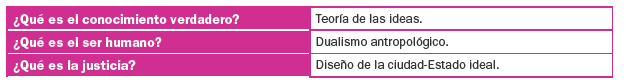 ¿Qué es el conocimiento verdadero? Teoría de las ideas.
¿Qué es el ser humano? Dualismo antropológico.
¿Qué es la justicia? Diseño de la ciudad-Estado ideal.